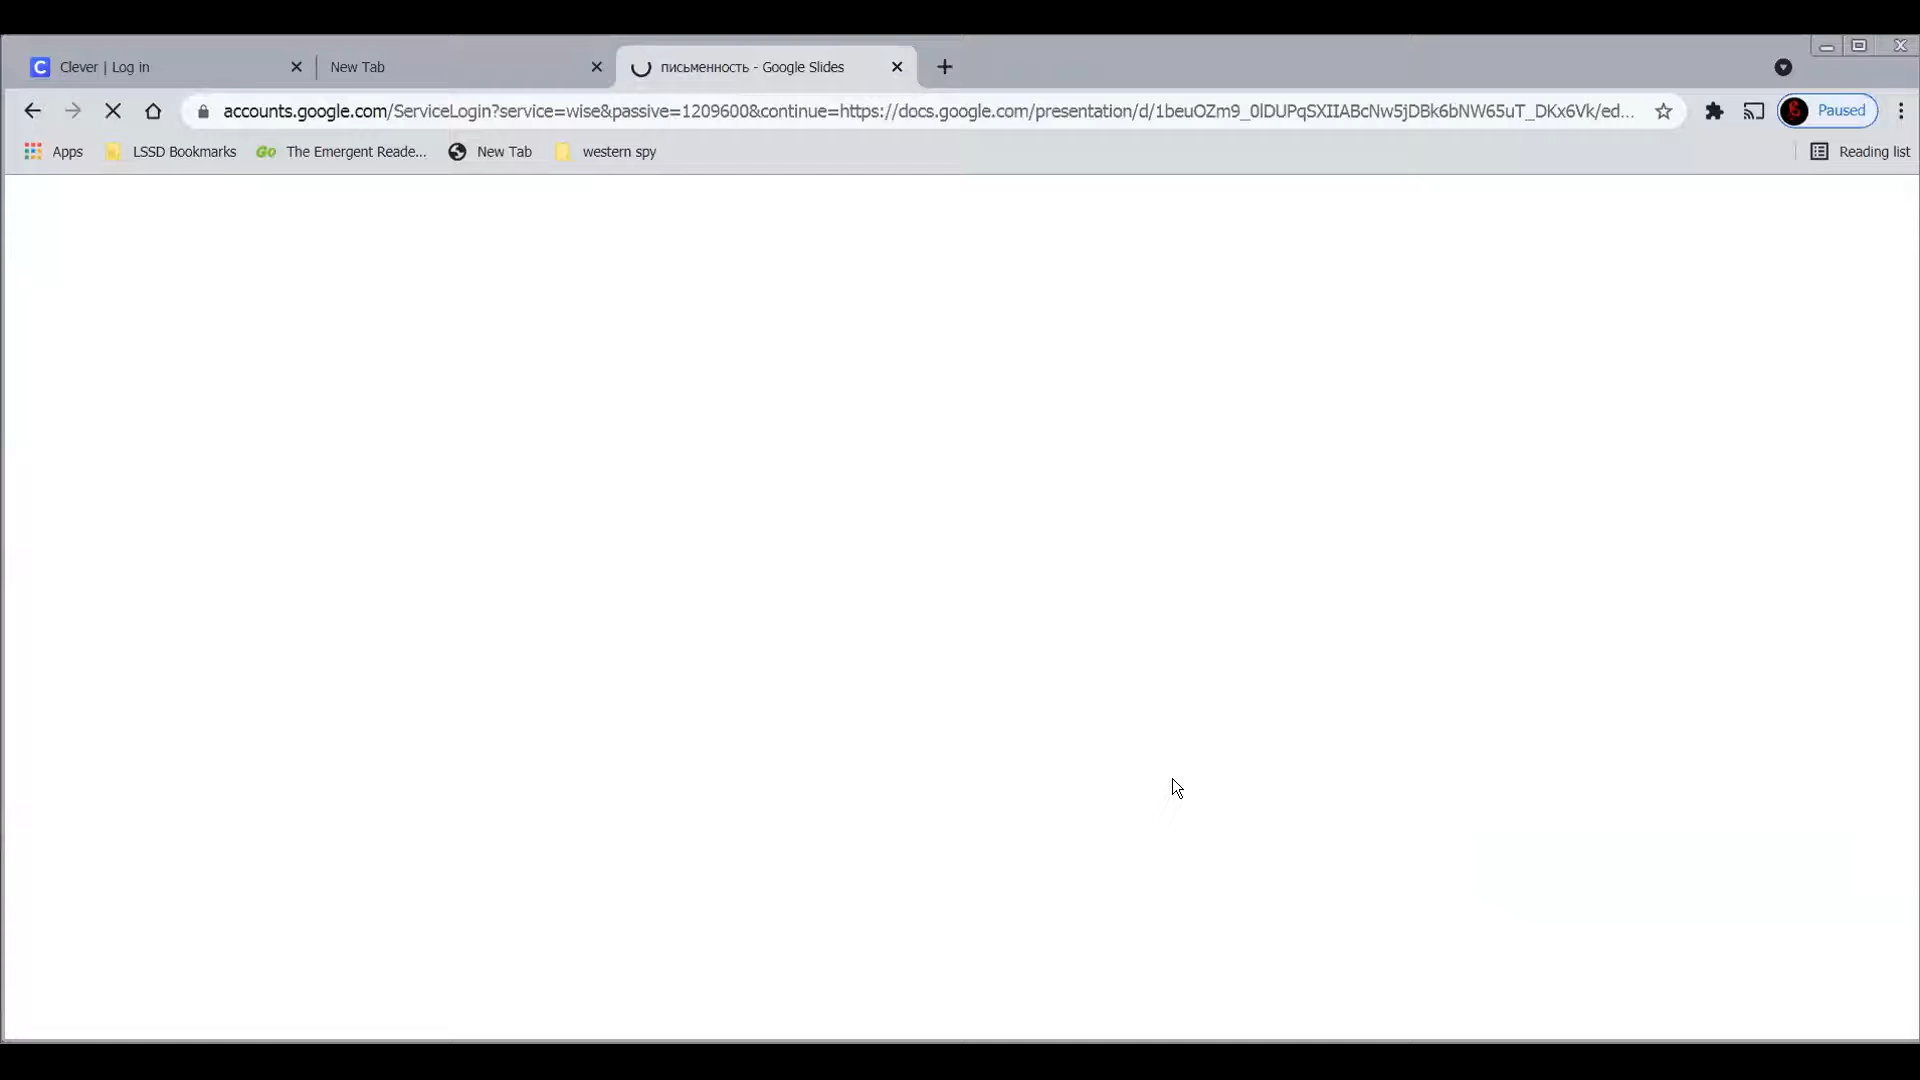 Clever | Log in
New Tab
письменность - Google Slides
accounts.google.com/ServiceLogin?service=wise&passive=1209600&continue=https://docs.google.com/presentation/d/1beuOZm9_0lDUPqSXIIABcNw5jDBk6bNW65uT_DKx6Vk/ed...
Paused
Apps
LSSD Bookmarks
GO
The Emergent Reade...
New Tab
western spy
Reading list